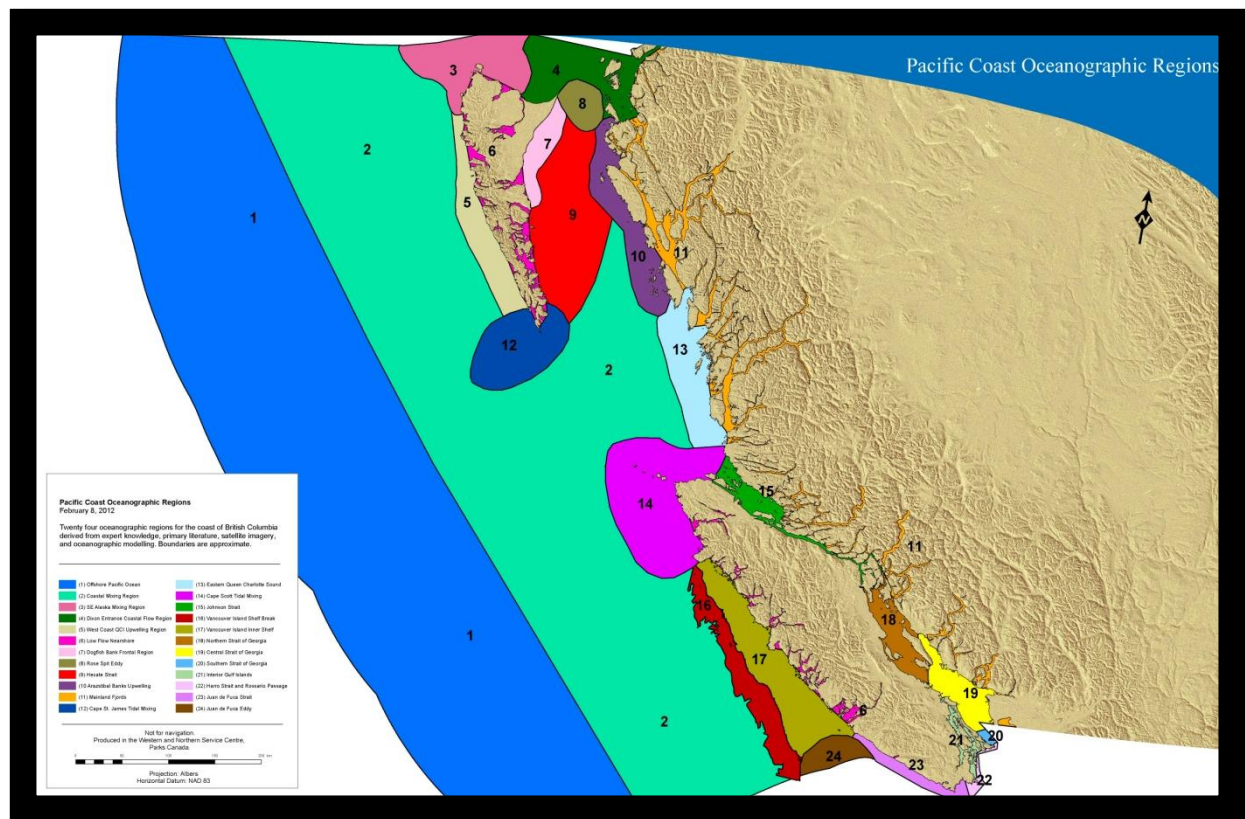 Pacific Coast Oceanographic Regions
3
4
8
2
6
7
5
1
9
10
11
12
13
2
14
15
11
16
18
17
1
19
6
2
21
20
24
23
22
N
Pacific Coast Oceanographic Regions
February 8, 2012
Twenty four oceanographic regions for the coast of British Columbia
derived from expert knowledge, primary literature, satellite imagery,
and oceanographic modelling. Boundaries are approximate.
(1) Offshore Pacific Ocean
(2) Coastal Mixing Region
(3) SE Alaska Mixing Region
(4) Dixon Entrance Coastal Flow Region
(5) West Coast QCI Upwelling Region
(6) Low Flow Nearshore
(7) Dogfish Bank Frontal Region
(8) Rose Spit Eddy
(9) Hecate Strait
(10) Aristazabal Banks Upwelling
(11) Mainland Fjords
(12) Cape St. James Tidal Mixing
(13) Eastern Queen Charlotte Sound
(14) Cape Scott Tidal Mixing
(15) Johnson Strait
(16) Vancouver Island Shelf Break
(17) Vancouver Island Inner Shelf
(18) Northern Strait of Georgia
(19) Central Strait of Georgia
(20) Southern Strait of Georgia
(21) Interior Gulf Islands
(22) Harro Strait and Rossario Passage
(23) Juan de Fuca Strait
(24) Juan de Fuca Eddy
Not for navigation.
Produced in the Western and Northern Service Centre,
Parks Canada.
Projection: Albers
Horizontal Datum: NAD 83